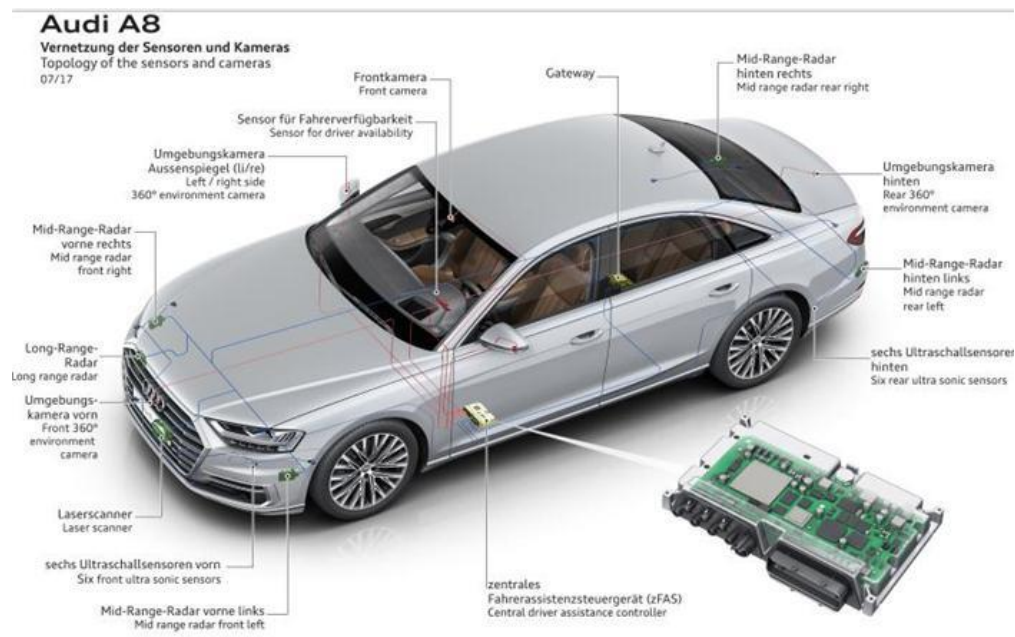 Audi A8
Vernetzung der Sensoren und Kameras
Topology of the sensors and cameras
07/17
Frontkamera
Front camera
Gateway
Mid-Range-Radar
hinten rechts
Mid range radar rear right
Sensor für Fahrerverfügbarkeit
Sensor for driver availability
Umgebungskamera
Aussenspiegel (li/re)
Left / right side
360° environment camera
Umgebungskamera
hinten
Rear 360°
environment camera
Mid-Range-Radar
vorne rechts
Mid range radar
front right
Mid-Range-Radar
hinten links
Mid range radar
rear left
Long-Range-
Radar
Long range radar
sechs Ultraschallsensoren
hinten
Six rear ultra sonic sensors
Umgebungs-
kamera vorn
Front 360°
environment
camera
Laserscanner
Laser scanner
sechs Ultraschallsensoren vorn
Six front ultra sonic sensors
zentrales
Fahrerassistenzsteuergerät (zFAS)
Central driver assistance controller
Mid-Range-Radar vorne links
Mid range radar front left